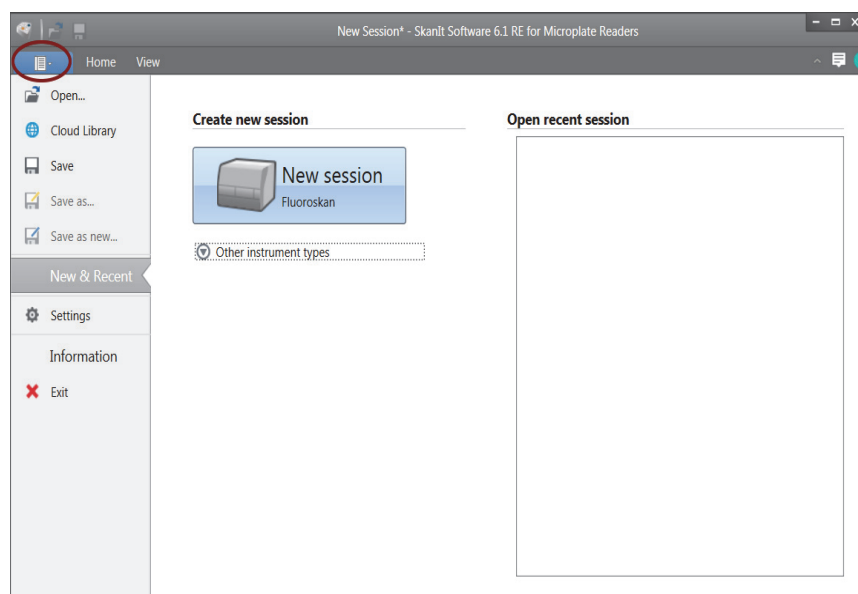 New Session* - SkanIt Software 6.1 RE for Microplate Readers
Home View
Open...
Cloud Library
Save
Save as...
Save as new...
New & Recent
Settings
Information
Exit
Create new session
New session
Fluoroskan
Other instrument types
Open recent session